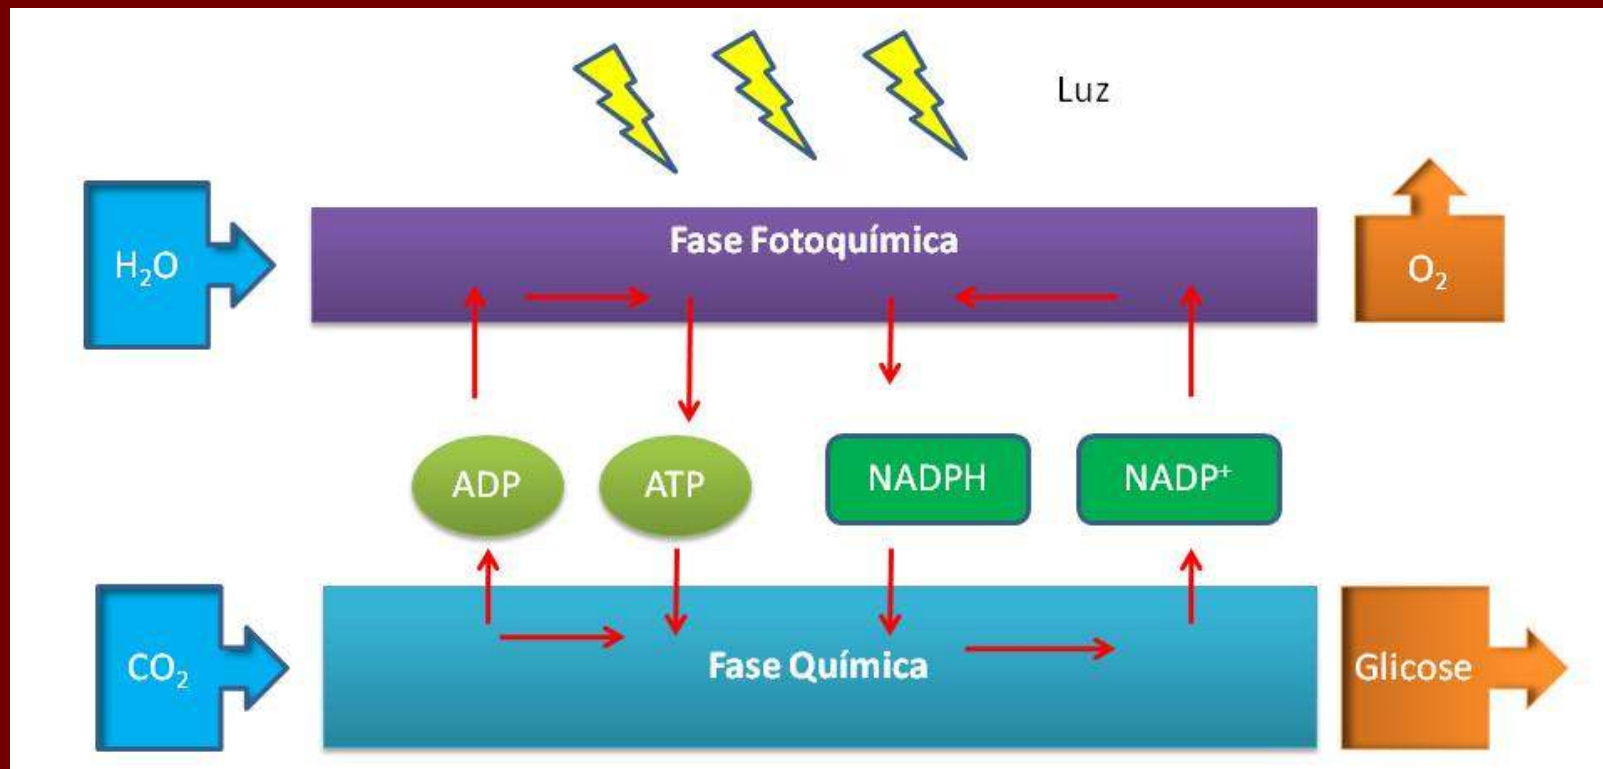 Luz
H₂O
Fase Fotoquímica
O₂
ADP
ATP
NADPH
NADP⁺
CO₂
Fase Química
Glicose